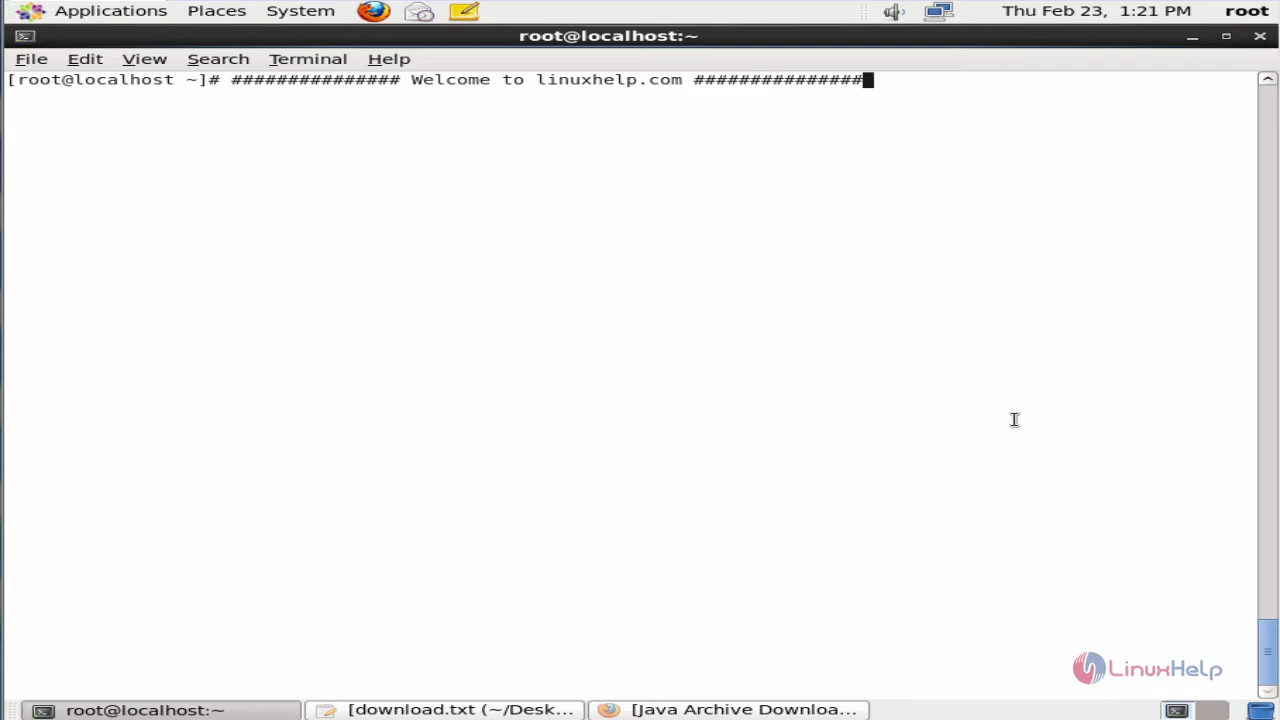 Applications Places System Thu Feb 23, 1:21 PM root
root@localhost:~
File Edit View Search Terminal Help
[root@localhost ~]# ############### Welcome to linuxhelp.com ###############
LinuxHelp
root@localhost:~ [download.txt (~/Desk... [Java Archive Downloa...